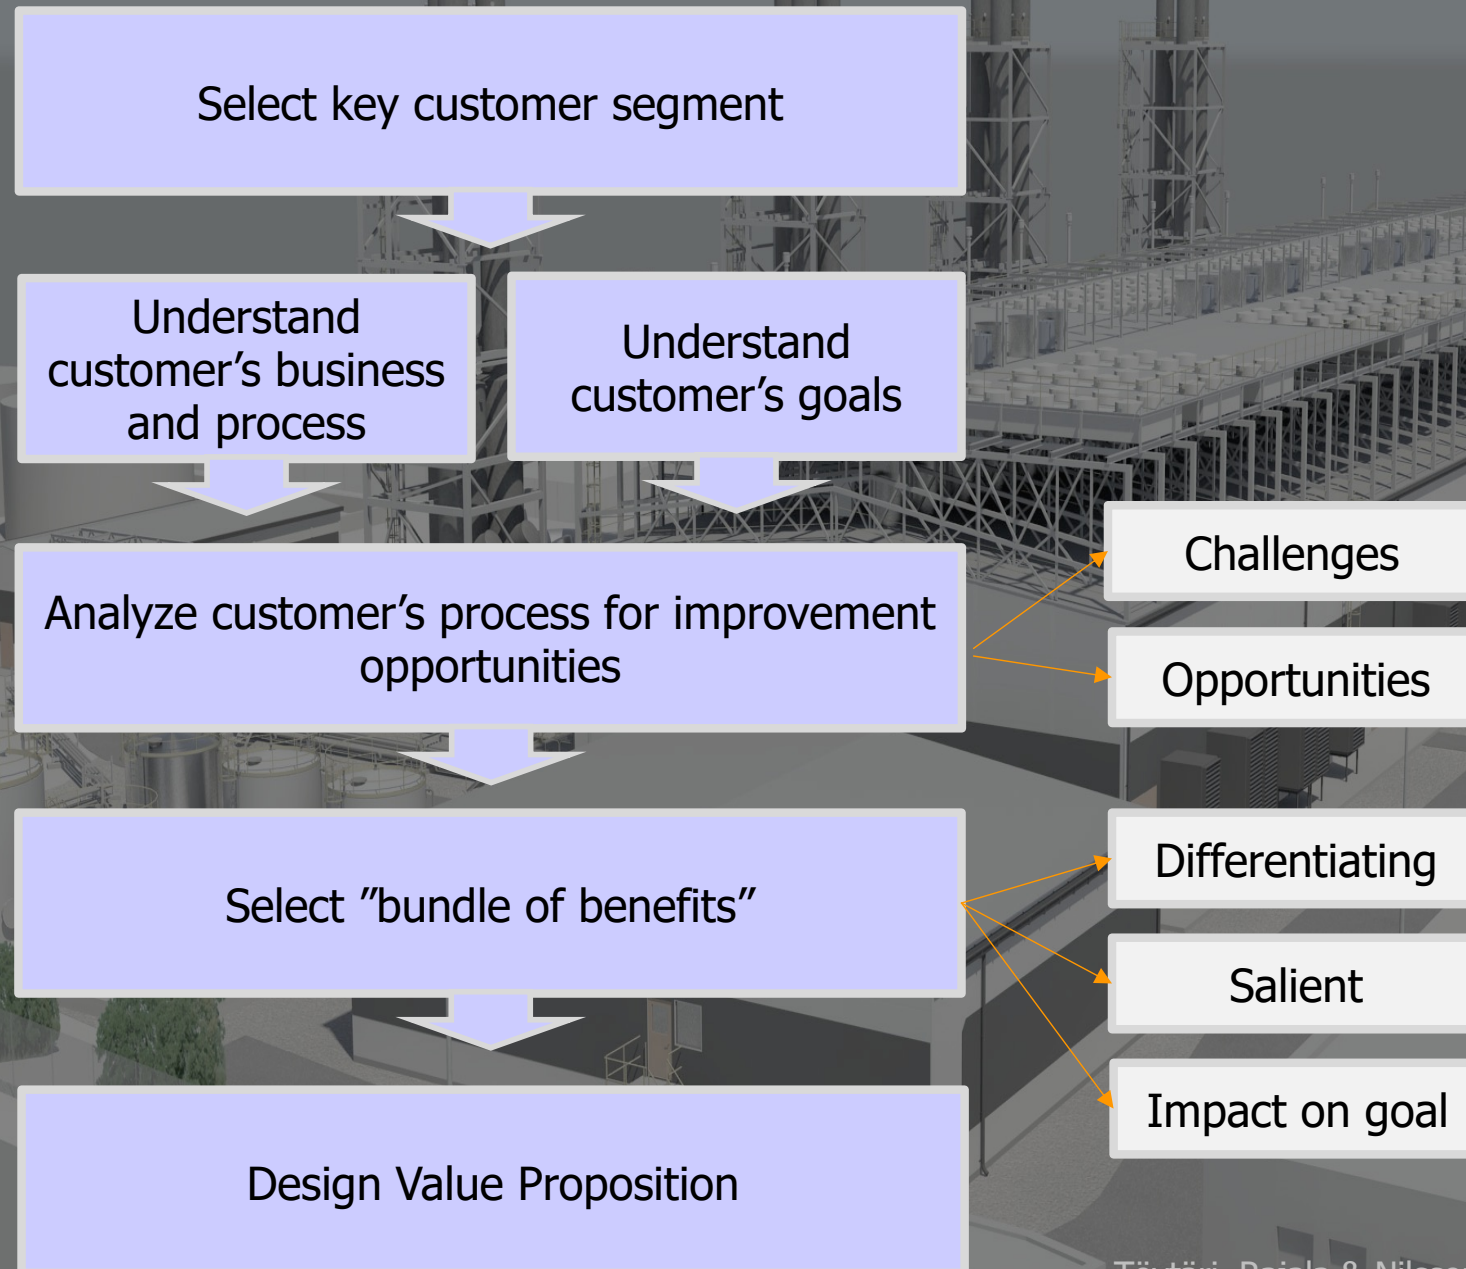 Select key customer segment
Understand
customer’s business
and process
Understand
customer’s goals
Analyze customer’s process for improvement
opportunities
Challenges
Opportunities
Select ”bundle of benefits”
Differentiating
Salient
Impact on goal
Design Value Proposition